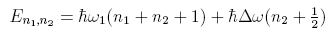 $E_{n_1,n_2} = \hbar\omega_1(n_1 + n_2 + 1) + \hbar\Delta\omega(n_2 + \frac{1}{2})$